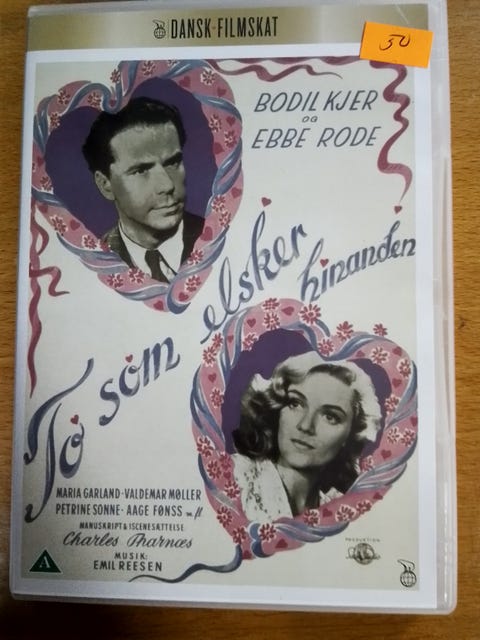 DANSK-FILMSKAT
50
BODIL KJER
OG
EBBE RODE
To som elsker hinanden
MARIA GARLAND · VALDEMAR MØLLER
PETRINE SONNE · AAGE FØNSS m.fl.
MANUSKRIPT & ISCENESÆTTELSE
Charles Tharnæs
MUSIK:
EMIL REESEN
PRODUKTION
A